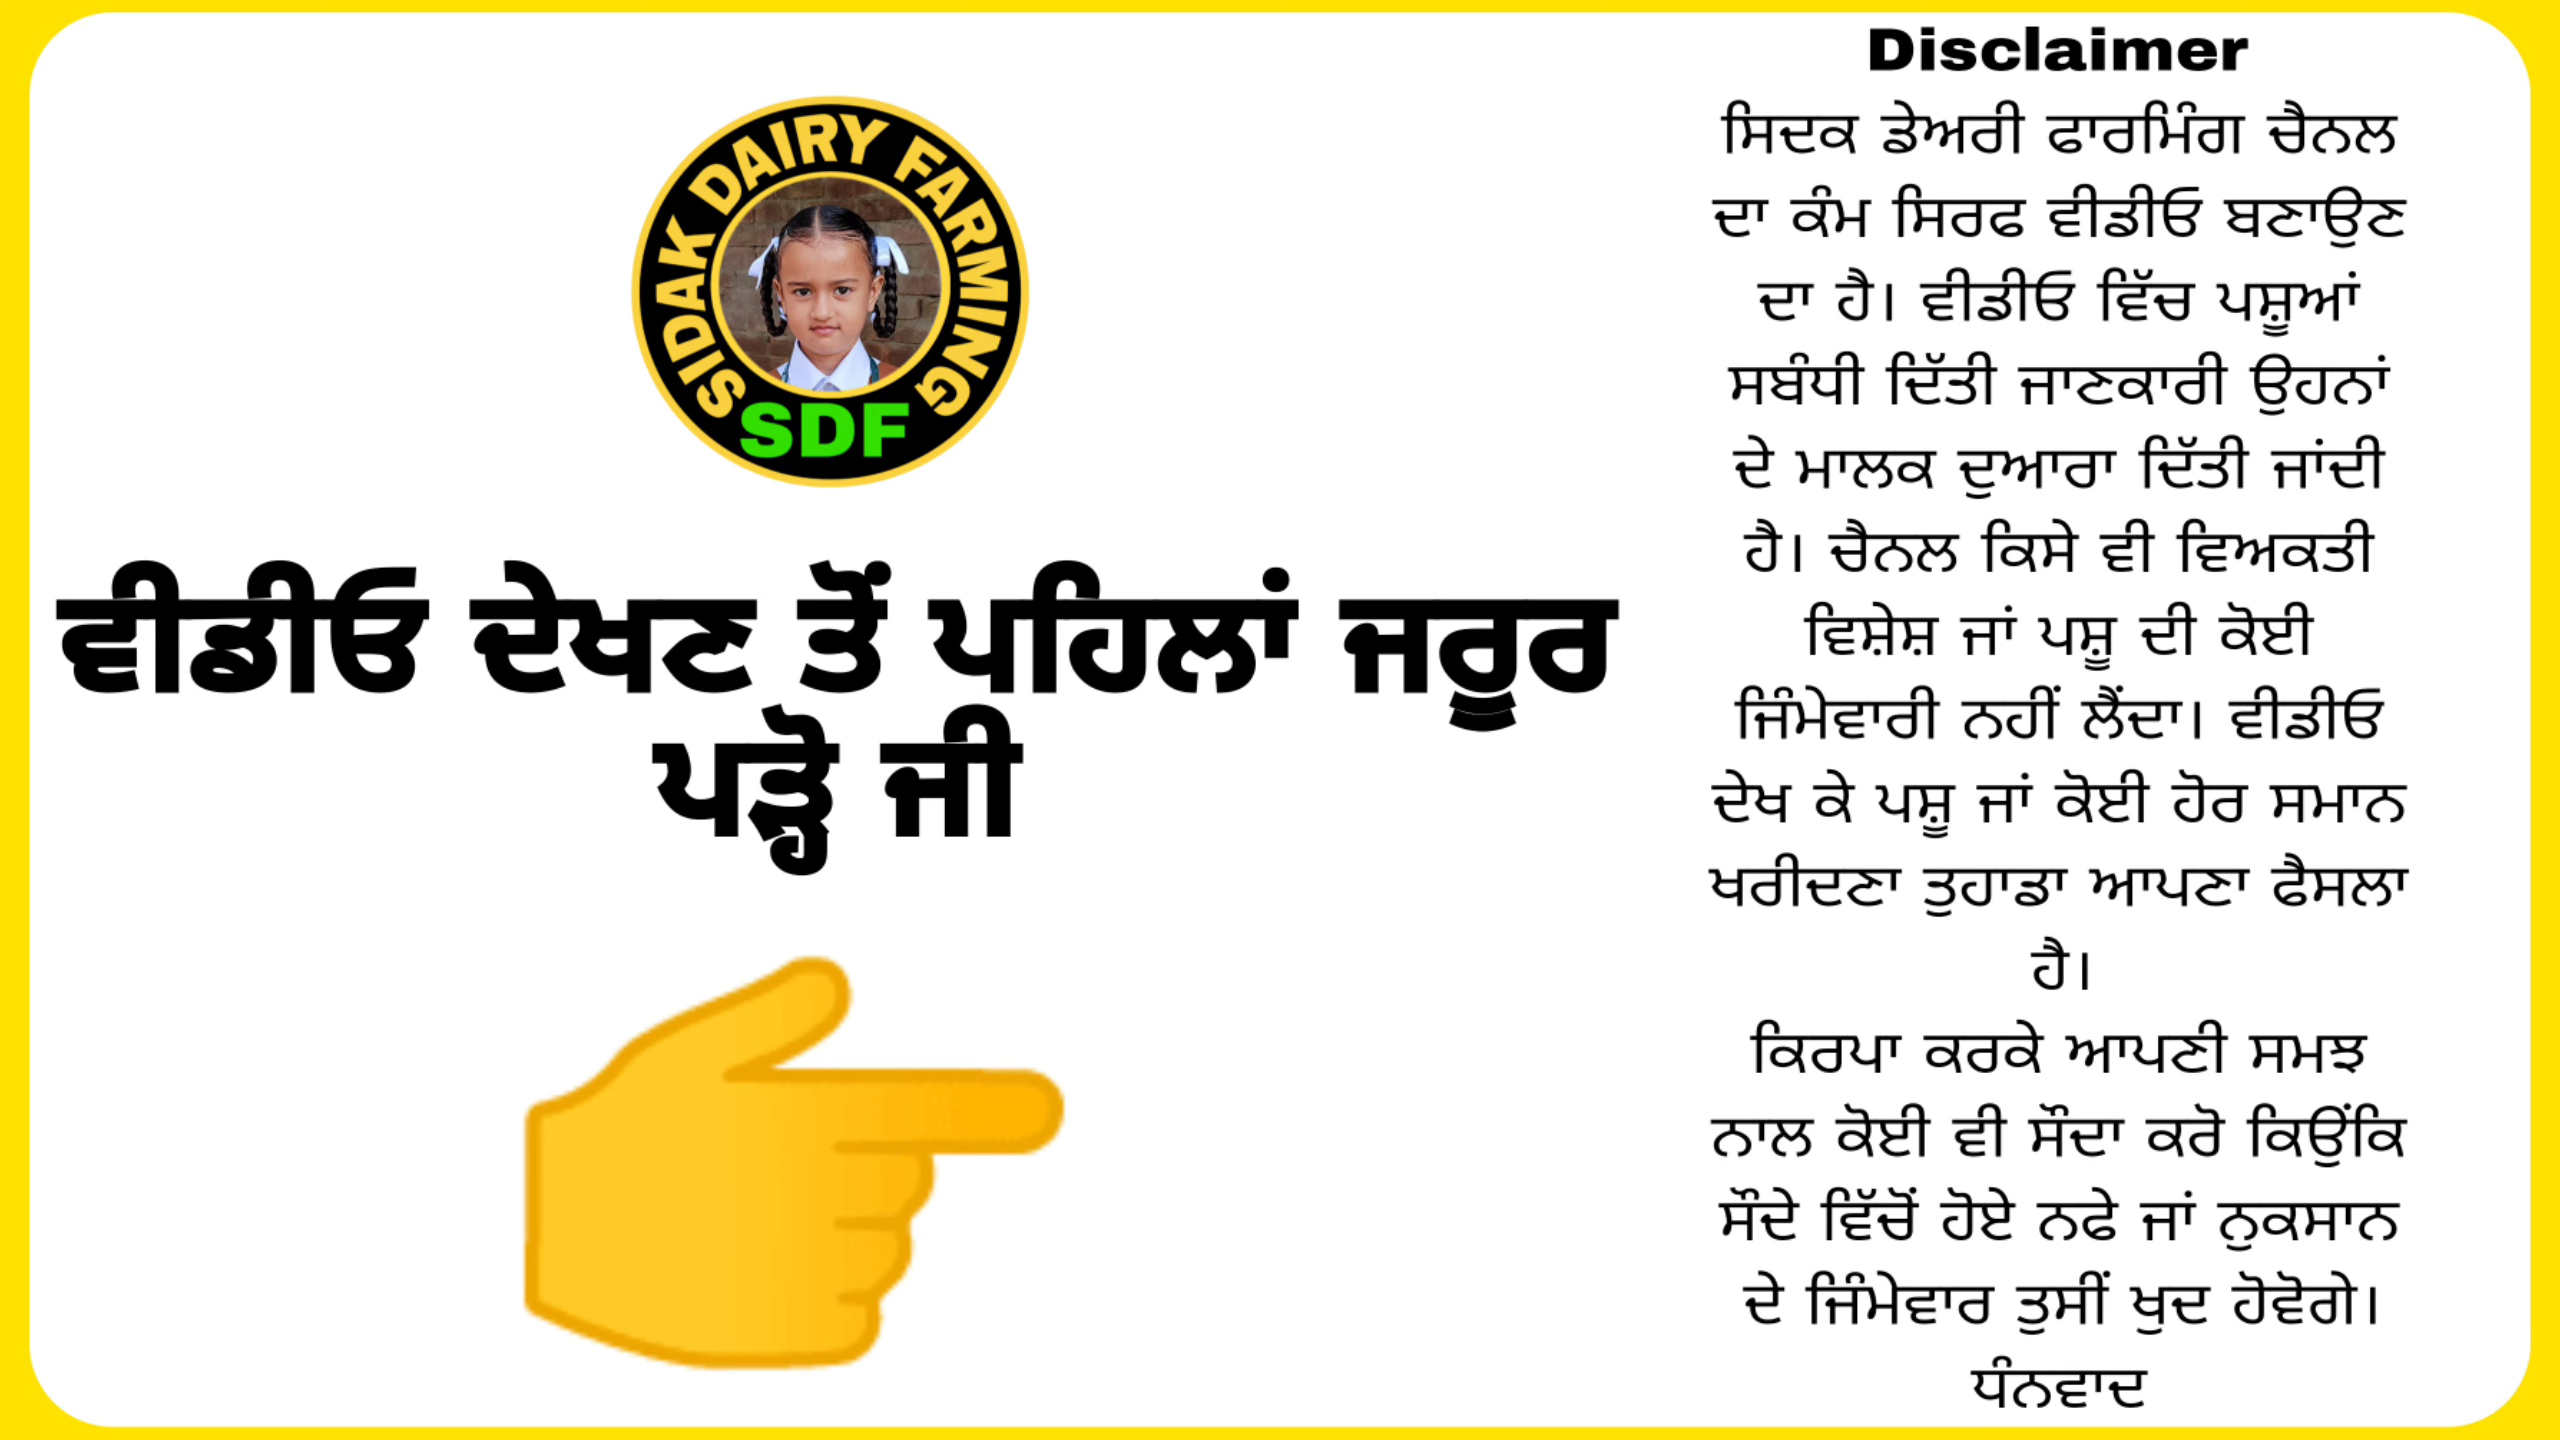 SIDAK DAIRY FARMING
SDF
ਵੀਡੀਓ ਦੇਖਣ ਤੋਂ ਪਹਿਲਾਂ ਜਰੂਰ
ਪੜ੍ਹੋ ਜੀ
Disclaimer
ਸਿਦਕ ਡੇਅਰੀ ਫਾਰਮਿੰਗ ਚੈਨਲ
ਦਾ ਕੰਮ ਸਿਰਫ ਵੀਡੀਓ ਬਣਾਉਣ
ਦਾ ਹੈ। ਵੀਡੀਓ ਵਿੱਚ ਪਸ਼ੂਆਂ
ਸਬੰਧੀ ਦਿੱਤੀ ਜਾਣਕਾਰੀ ਉਹਨਾਂ
ਦੇ ਮਾਲਕ ਦੁਆਰਾ ਦਿੱਤੀ ਜਾਂਦੀ
ਹੈ। ਚੈਨਲ ਕਿਸੇ ਵੀ ਵਿਅਕਤੀ
ਵਿਸ਼ੇਸ਼ ਜਾਂ ਪਸ਼ੂ ਦੀ ਕੋਈ
ਜਿੰਮੇਵਾਰੀ ਨਹੀਂ ਲੈਂਦਾ। ਵੀਡੀਓ
ਦੇਖ ਕੇ ਪਸ਼ੂ ਜਾਂ ਕੋਈ ਹੋਰ ਸਮਾਨ
ਖਰੀਦਣਾ ਤੁਹਾਡਾ ਆਪਣਾ ਫੈਸਲਾ
ਹੈ।
ਕਿਰਪਾ ਕਰਕੇ ਆਪਣੀ ਸਮਝ
ਨਾਲ ਕੋਈ ਵੀ ਸੌਦਾ ਕਰੋ ਕਿਉਂਕਿ
ਸੌਦੇ ਵਿੱਚੋਂ ਹੋਏ ਨਫੇ ਜਾਂ ਨੁਕਸਾਨ
ਦੇ ਜਿੰਮੇਵਾਰ ਤੁਸੀਂ ਖੁਦ ਹੋਵੋਗੇ।
ਧੰਨਵਾਦ